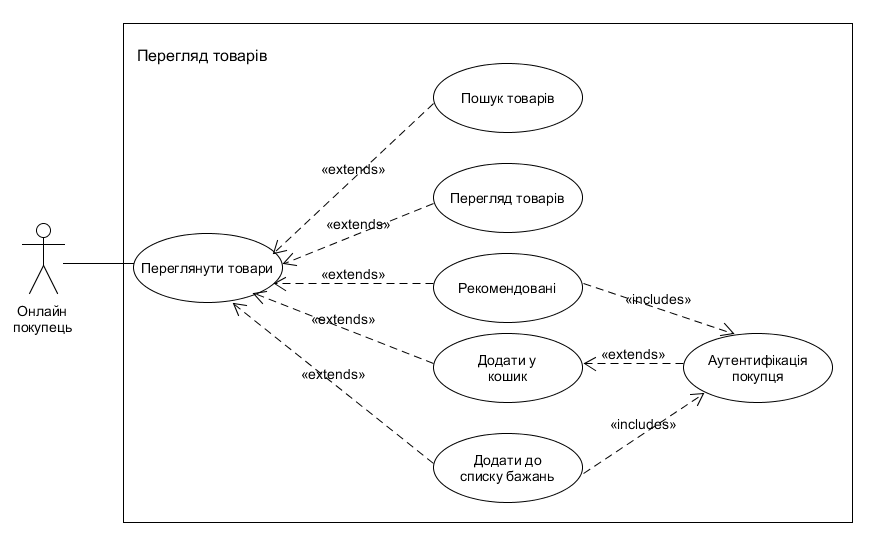 Перегляд товарів
Пошук товарів
«extends»
Перегляд товарів
«extends»
Переглянути товари
«extends»
Рекомендовані
«includes»
Онлайн
покупець
«extends»
Додати у
кошик
«extends»
Аутентифікація
покупця
«extends»
«includes»
Додати до
списку бажань